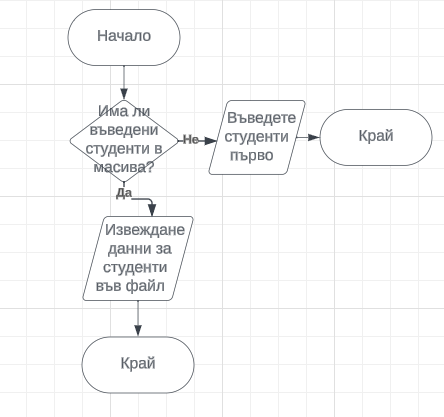 Начало
Има ли
въведени
студенти в
масива?
Не
Въведете
студенти
първо
Край
Да
Извеждане
данни за
студенти
във файл
Край